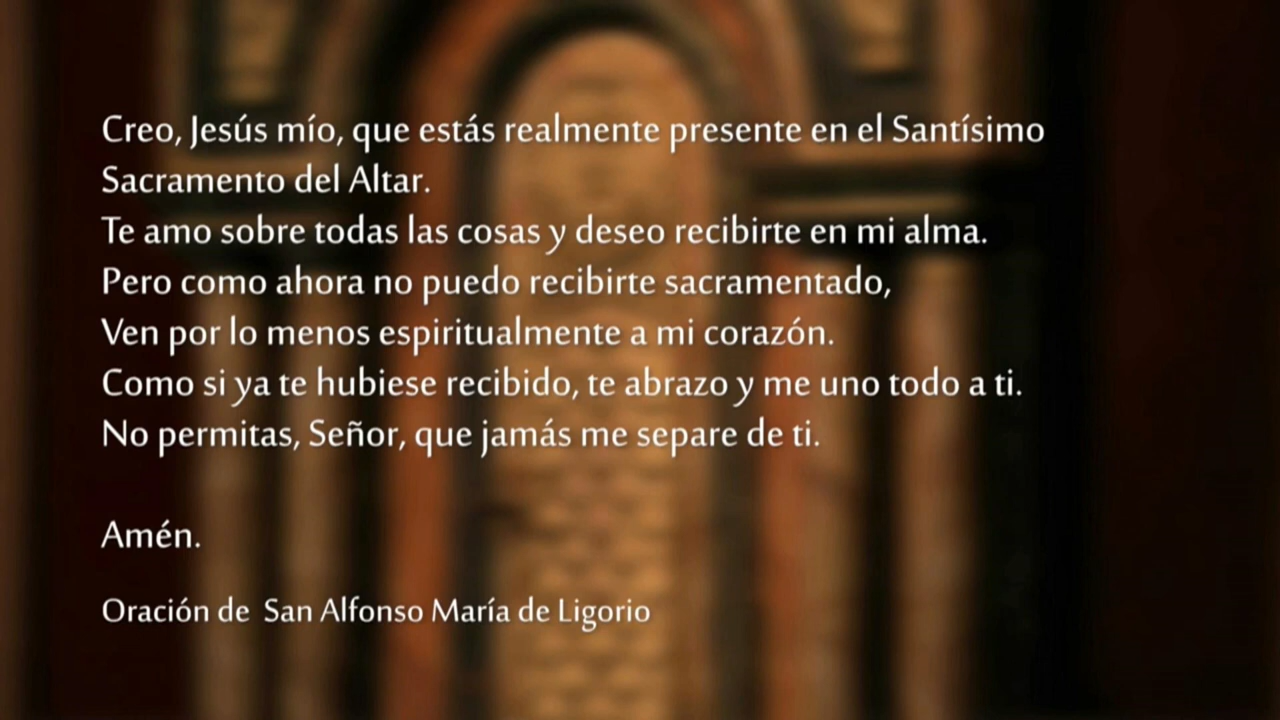 Creo, Jesús mío, que estás realmente presente en el Santísimo
Sacramento del Altar.
Te amo sobre todas las cosas y deseo recibirte en mi alma.
Pero como ahora no puedo recibirte sacramentado,
Ven por lo menos espiritualmente a mi corazón.
Como si ya te hubiese recibido, te abrazo y me uno todo a ti.
No permitas, Señor, que jamás me separe de ti.
Amén.
Oración de  San Alfonso María de Ligorio